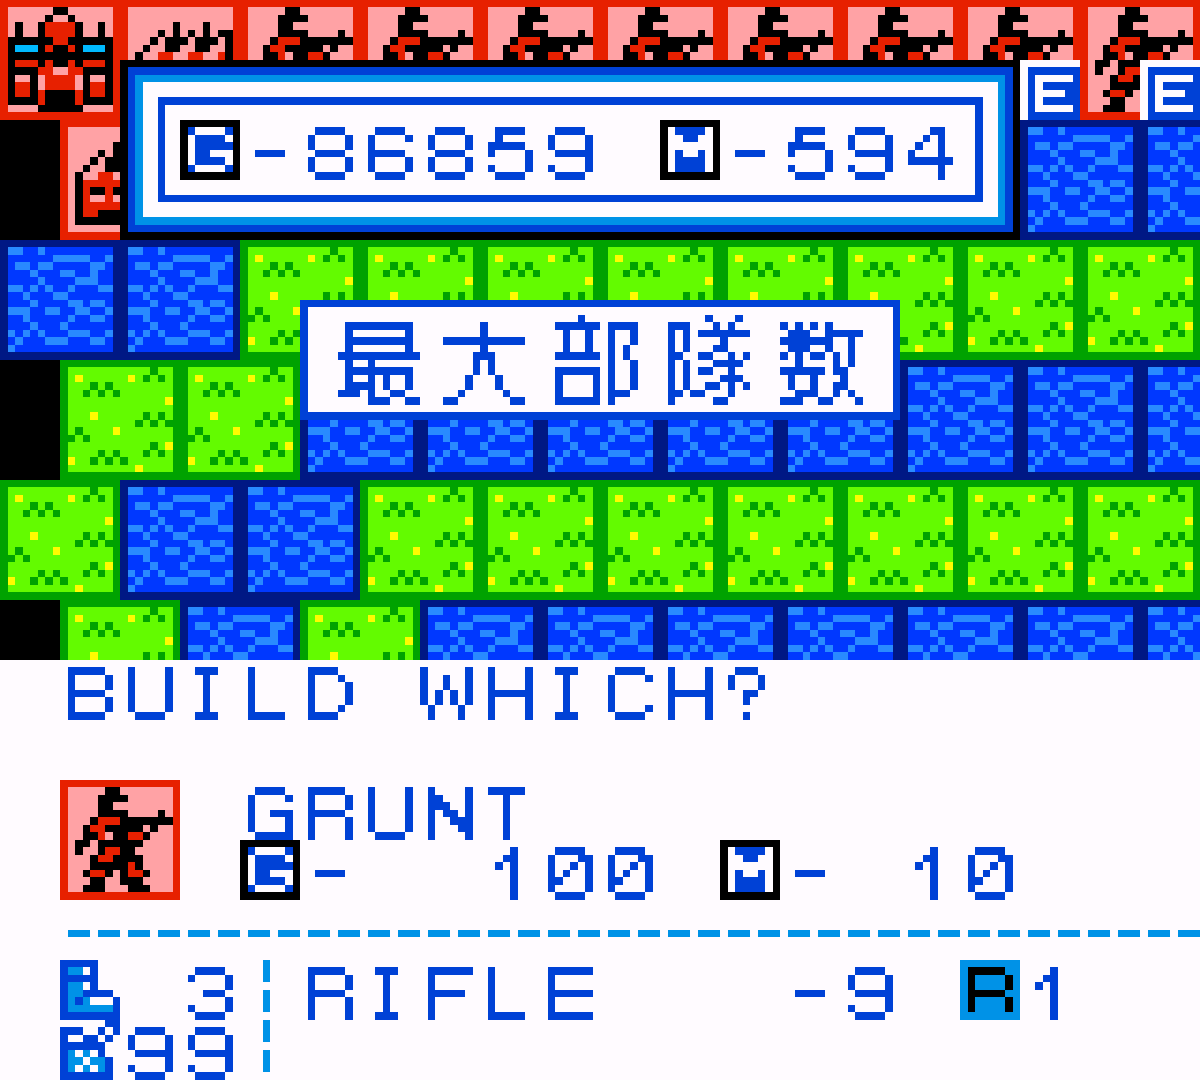 E E
G-86859 M-594
最大部隊数
BUILD WHICH?
GRUNT
G- 100 M- 10
3 RIFLE -9 R1
99